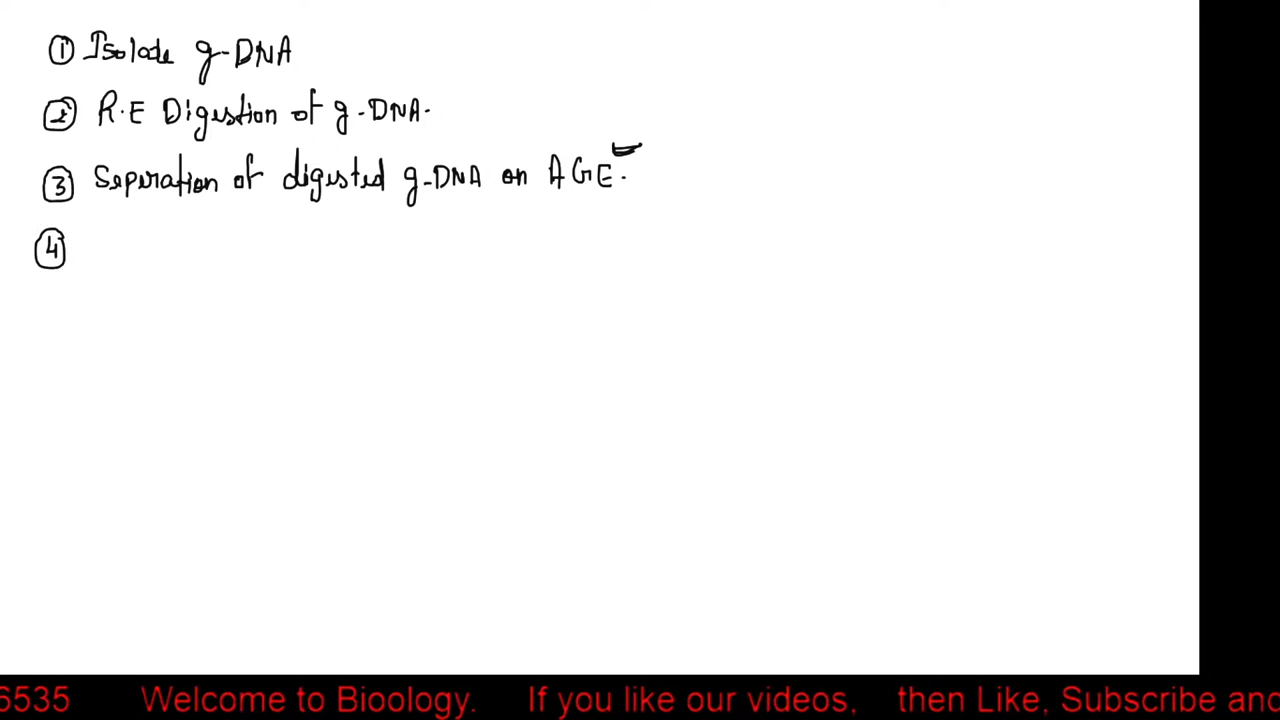 ① Isolate g-DNA
② R.E Digestion of g-DNA.
③ Separation of digested g-DNA on AGE.
④
6535 Welcome to Bioology. If you like our videos, then Like, Subscribe and